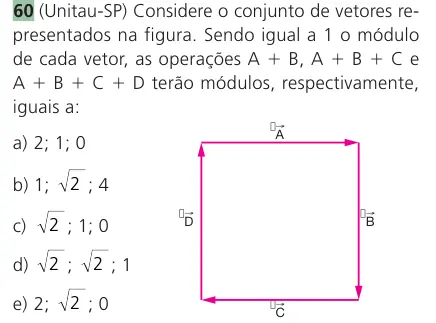 60 (Unitau-SP) Considere o conjunto de vetores re-
presentados na figura. Sendo igual a 1 o módulo
de cada vetor, as operações A + B, A + B + C e
A + B + C + D terão módulos, respectivamente,
iguais a:
a) 2; 1; 0
b) 1; √2 ; 4
c) √2 ; 1; 0
d) √2 ; √2 ; 1
e) 2; √2 ; 0
A
D
B
C